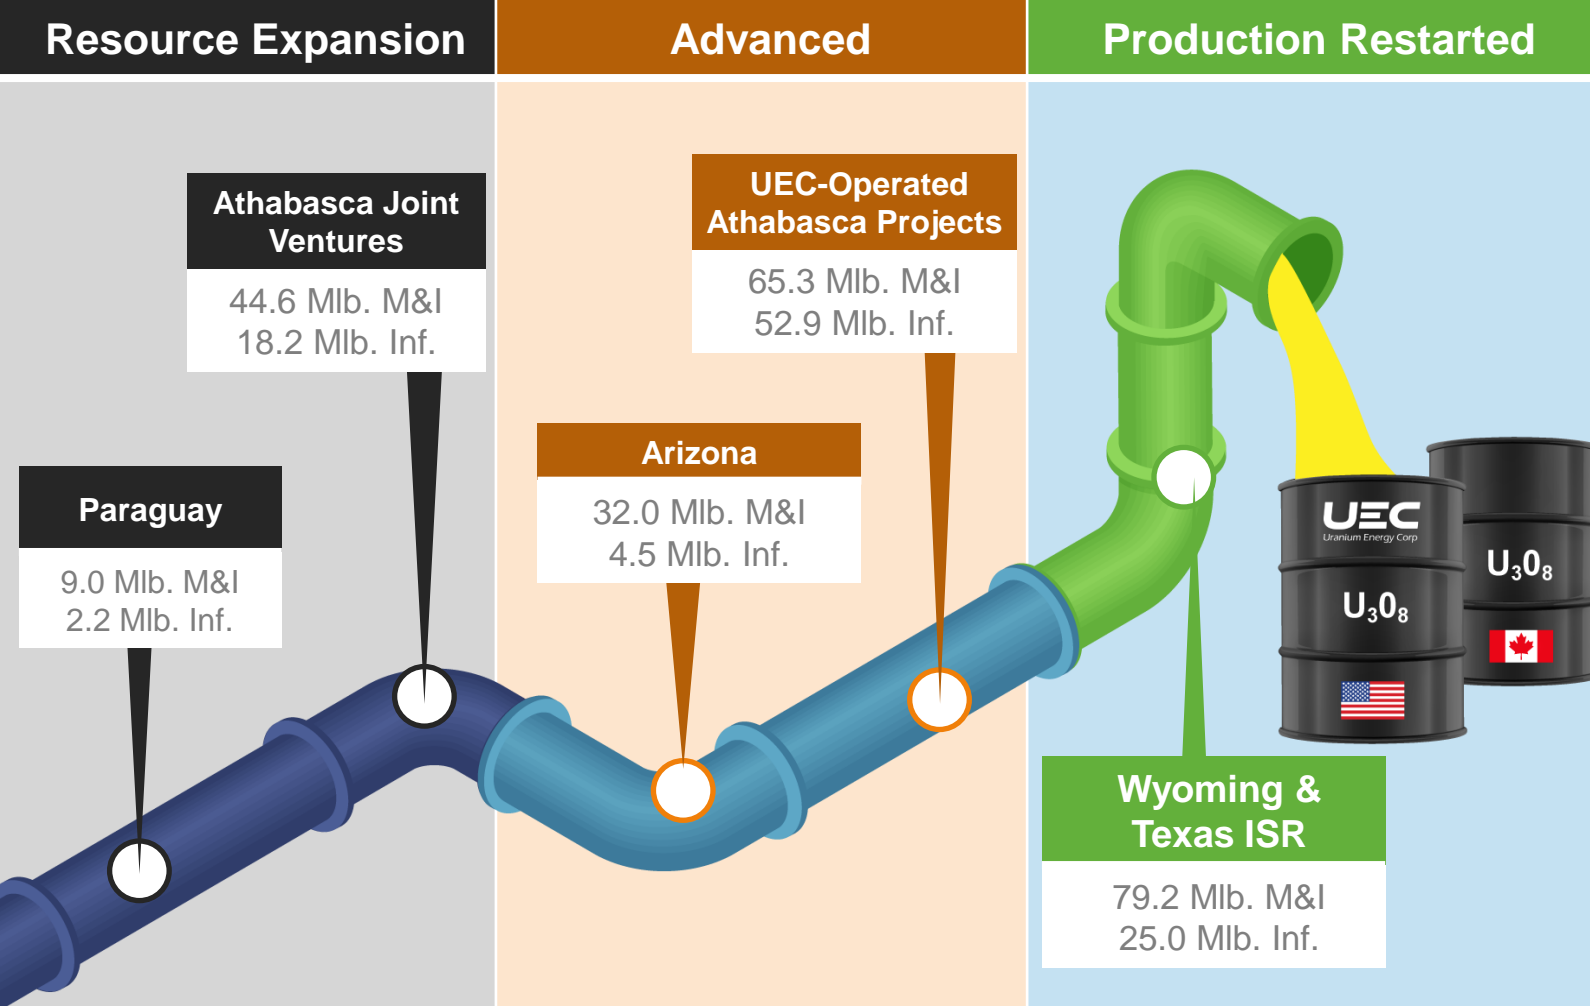 Resource Expansion
Advanced
Production Restarted
Athabasca Joint
Ventures
44.6 Mlb. M&I
18.2 Mlb. Inf.
UEC-Operated
Athabasca Projects
65.3 Mlb. M&I
52.9 Mlb. Inf.
Paraguay
9.0 Mlb. M&I
2.2 Mlb. Inf.
Arizona
32.0 Mlb. M&I
4.5 Mlb. Inf.
UEC
Uranium Energy Corp
U₃0₈
U₃0₈
Wyoming &
Texas ISR
79.2 Mlb. M&I
25.0 Mlb. Inf.